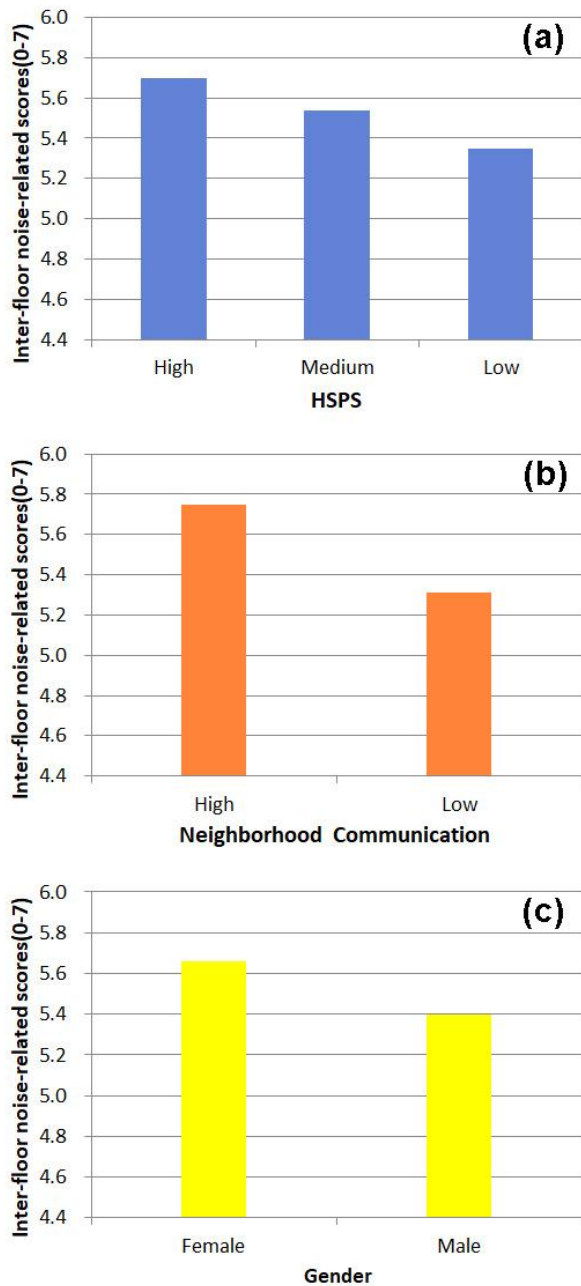 (a)
Inter-floor noise-related scores(0-7)
6.0
5.8
5.6
5.4
5.2
5.0
4.8
4.6
4.4
High Medium Low
HSPS
(b)
Inter-floor noise-related scores(0-7)
6.0
5.8
5.6
5.4
5.2
5.0
4.8
4.6
4.4
High Low
Neighborhood Communication
(c)
Inter-floor noise-related scores(0-7)
6.0
5.8
5.6
5.4
5.2
5.0
4.8
4.6
4.4
Female Male
Gender